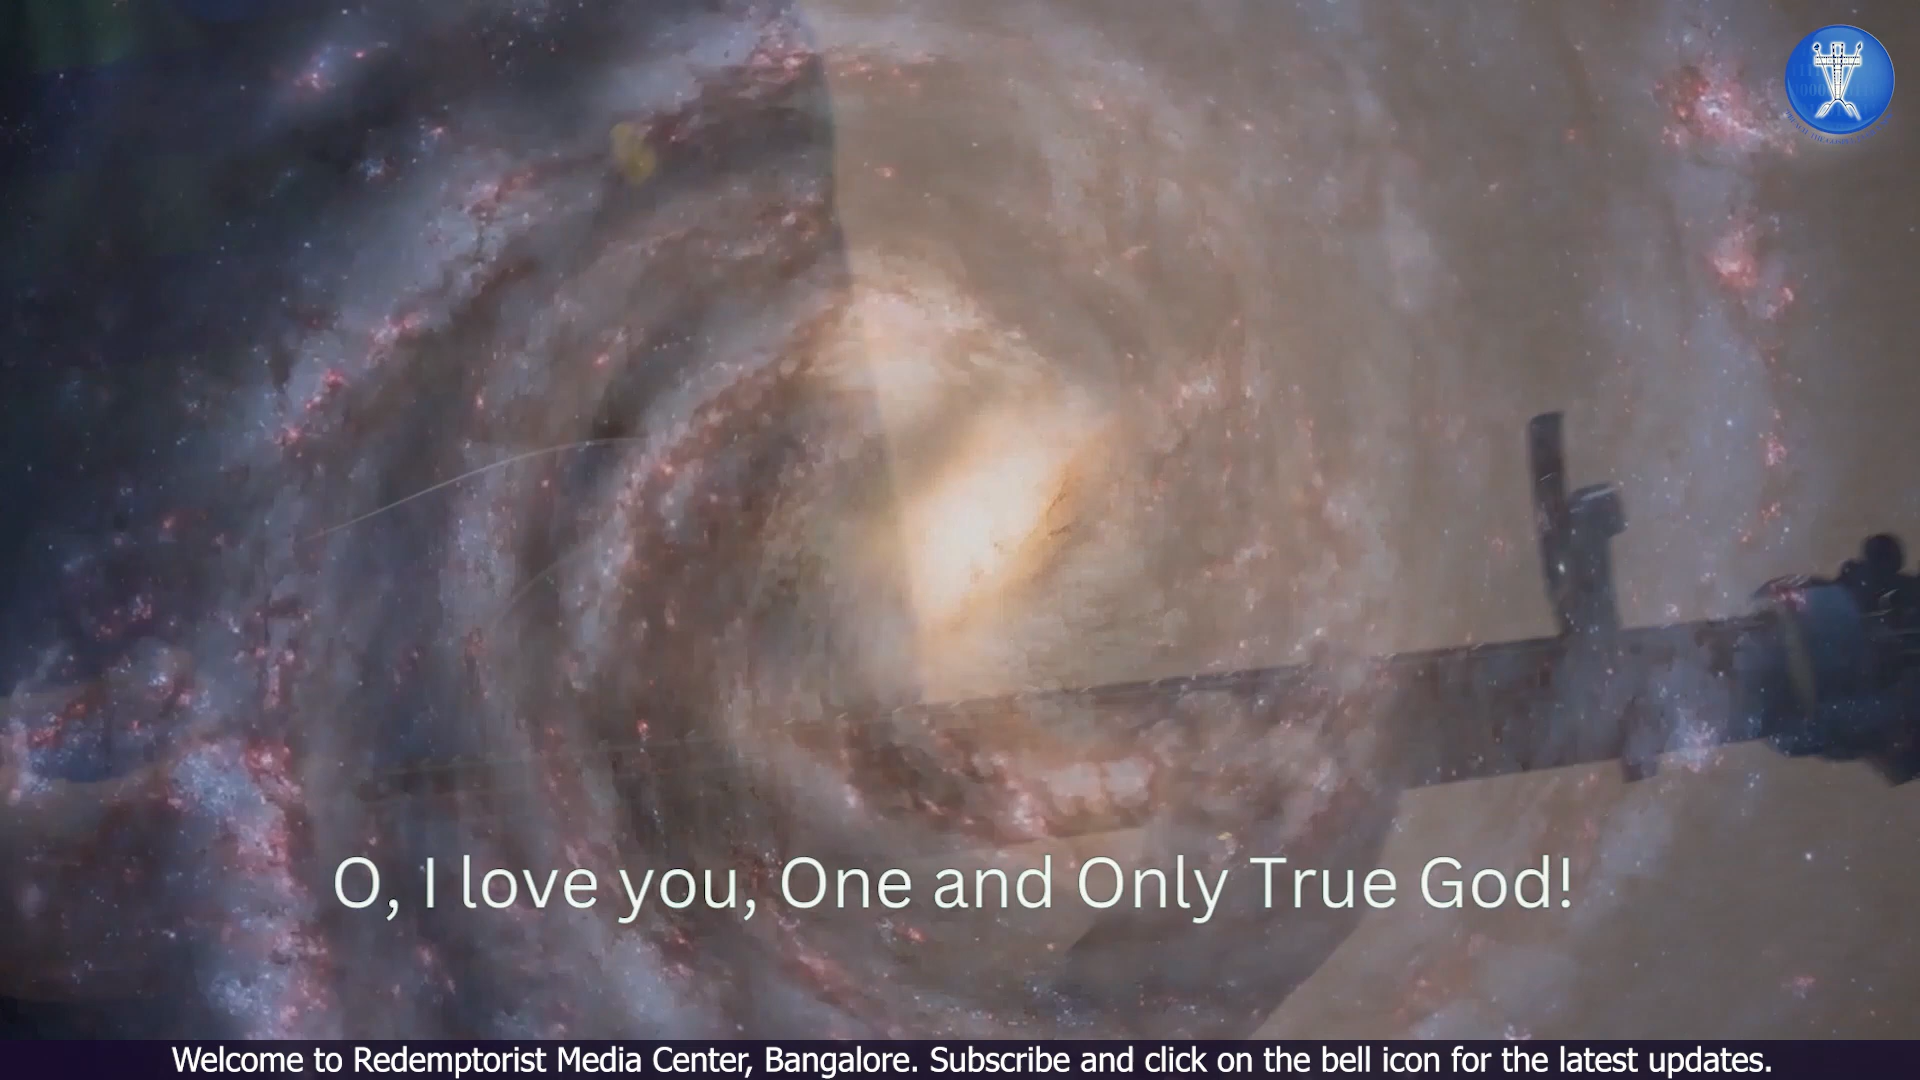 O, I love you, One and Only True God!
Welcome to Redemptorist Media Center, Bangalore. Subscribe and click on the bell icon for the latest updates.